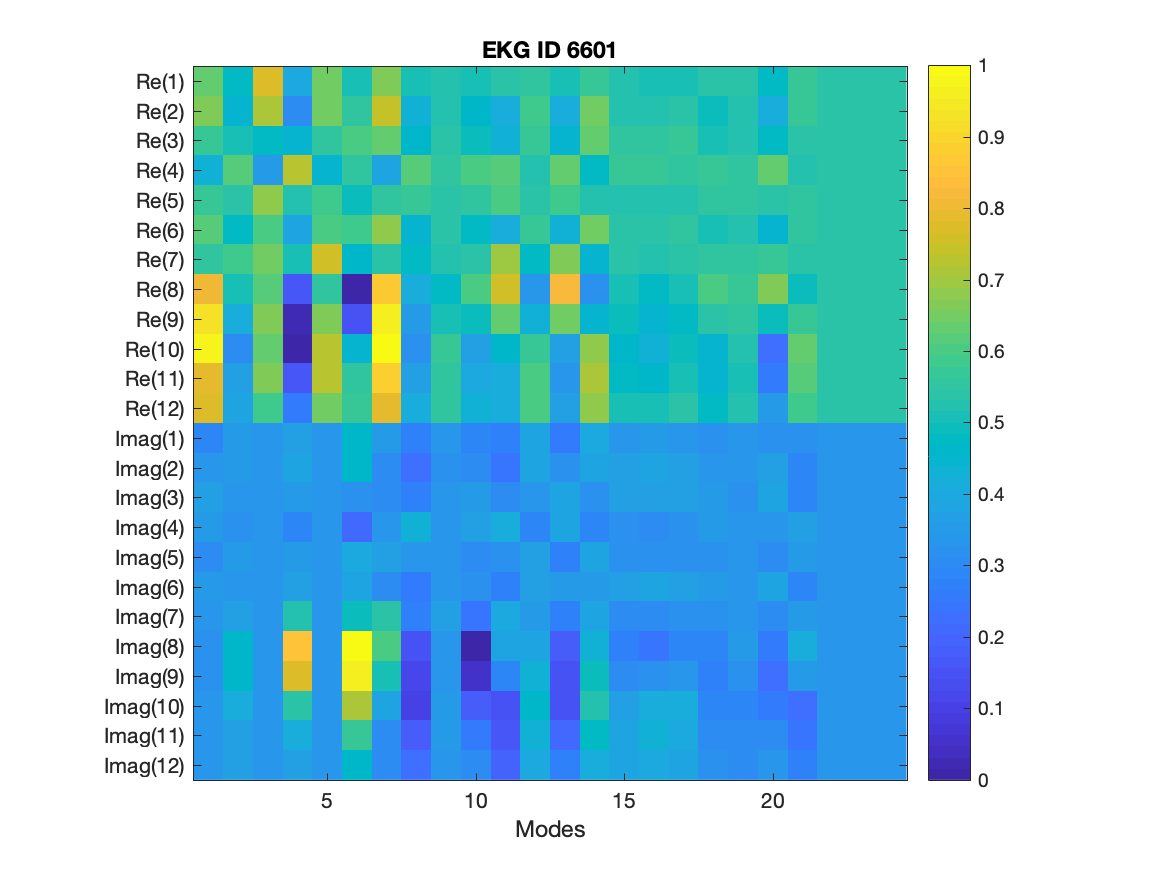 EKG ID 6601
Re(1)
Re(2)
Re(3)
Re(4)
Re(5)
Re(6)
Re(7)
Re(8)
Re(9)
Re(10)
Re(11)
Re(12)
Imag(1)
Imag(2)
Imag(3)
Imag(4)
Imag(5)
Imag(6)
Imag(7)
Imag(8)
Imag(9)
Imag(10)
Imag(11)
Imag(12)
5 10 15 20
Modes
1
0.9
0.8
0.7
0.6
0.5
0.4
0.3
0.2
0.1
0